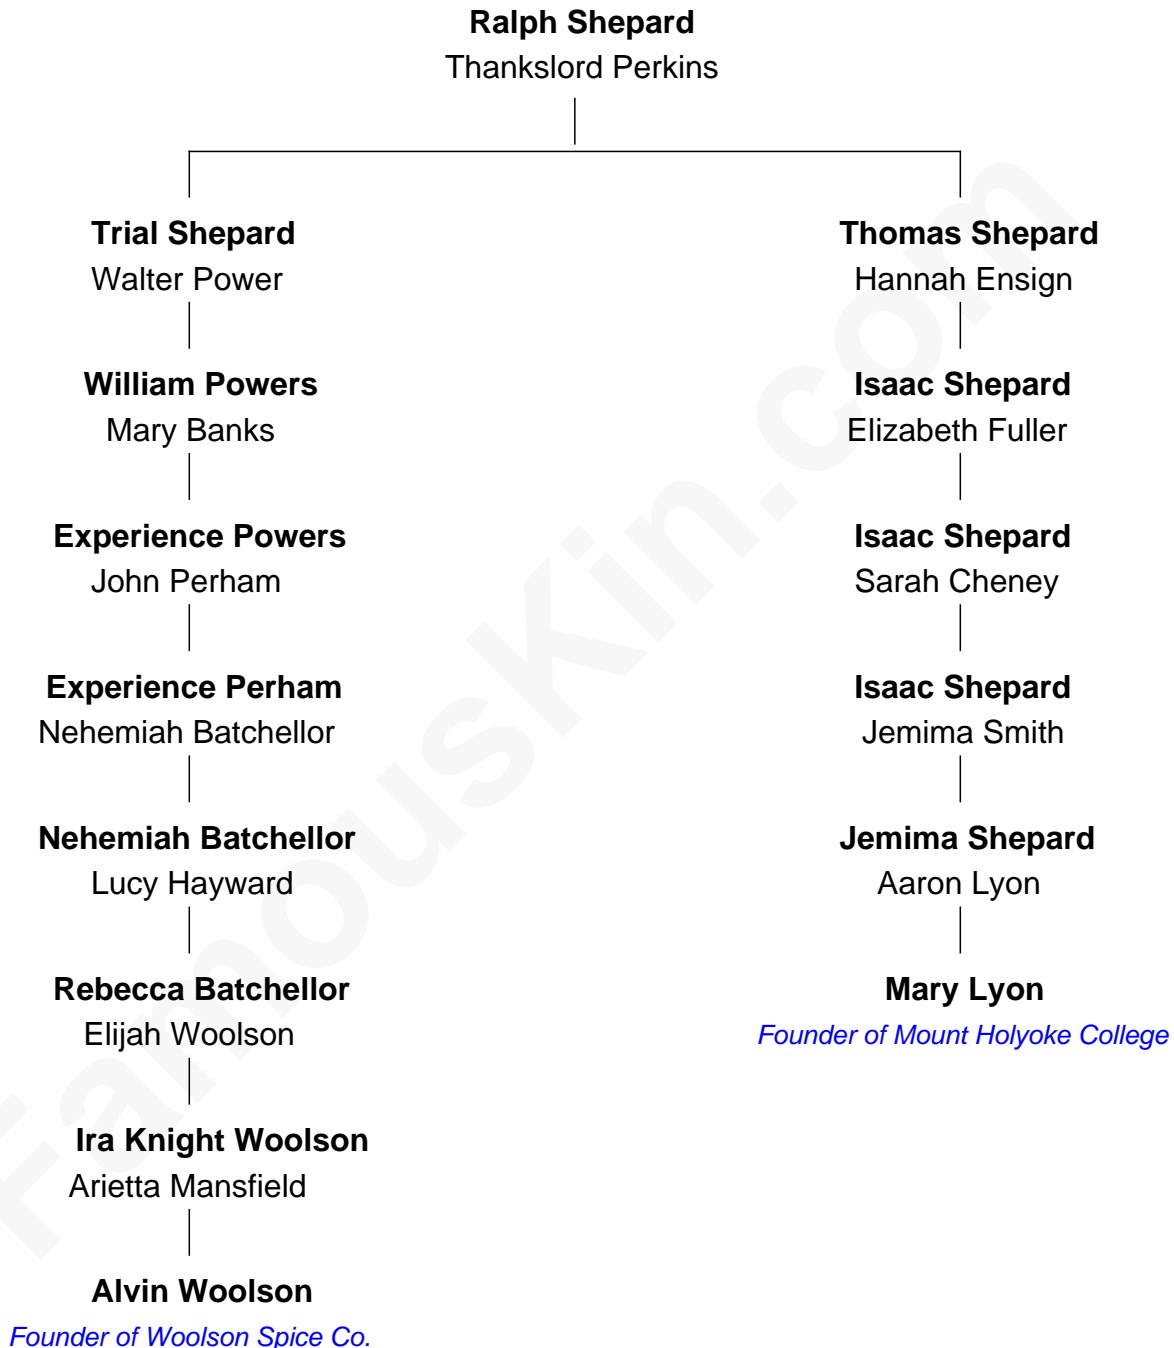 Ralph Shepard
Thankslord Perkins
Trial Shepard
Walter Power
William Powers
Mary Banks
Experience Powers
John Perham
Experience Perham
Nehemiah Batchellor
Nehemiah Batchellor
Lucy Hayward
Rebecca Batchellor
Elijah Woolson
Ira Knight Woolson
Arietta Mansfield
Alvin Woolson
Founder of Woolson Spice Co.
Thomas Shepard
Hannah Ensign
Isaac Shepard
Elizabeth Fuller
Isaac Shepard
Sarah Cheney
Isaac Shepard
Jemima Smith
Jemima Shepard
Aaron Lyon
Mary Lyon
Founder of Mount Holyoke College
FamousKin.com